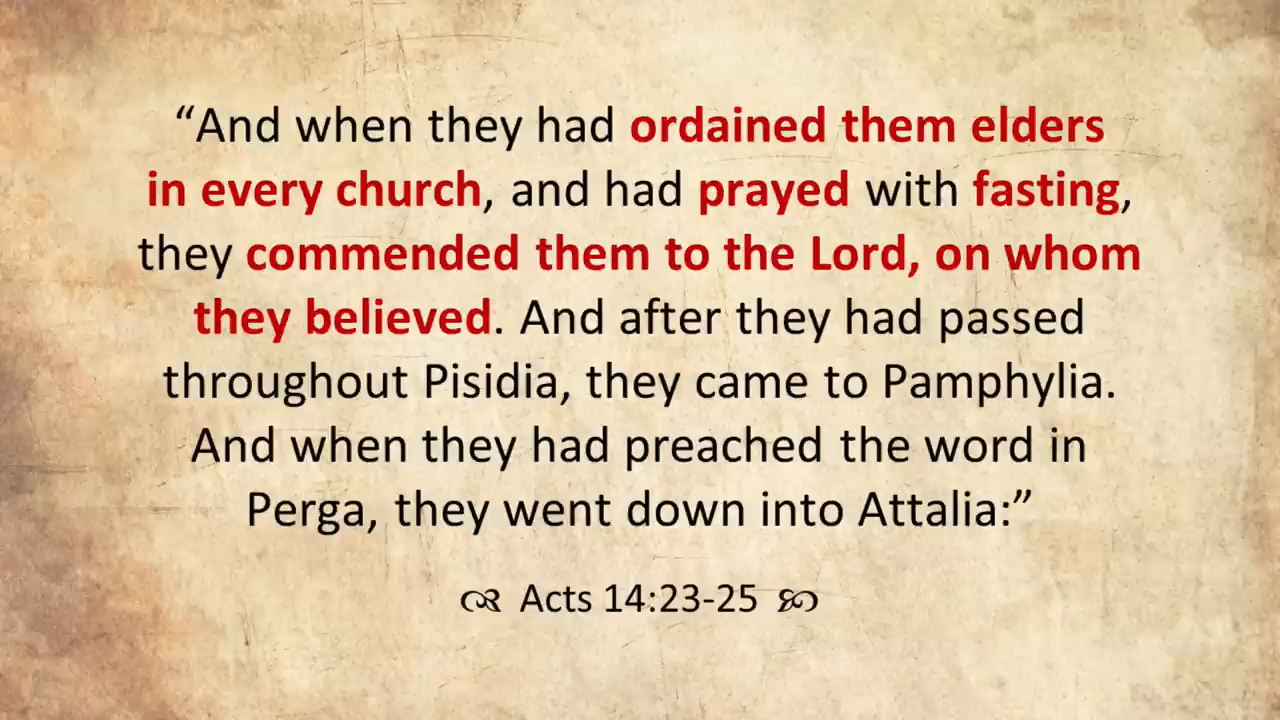 “And when they had ordained them elders
in every church, and had prayed with fasting,
they commended them to the Lord, on whom
they believed. And after they had passed
throughout Pisidia, they came to Pamphylia.
And when they had preached the word in
Perga, they went down into Attalia:”
Acts 14:23-25